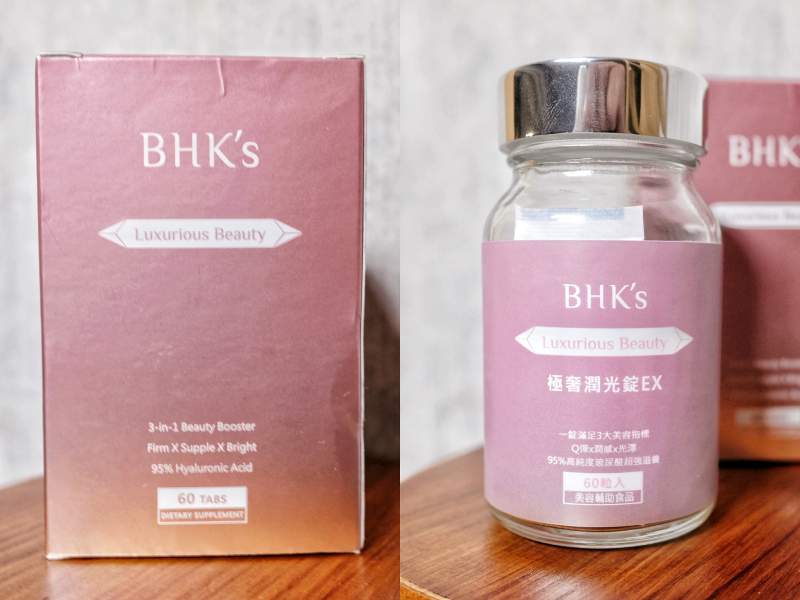 BHK's
Luxurious Beauty
3-in-1 Beauty Booster
Firm X Supple X Bright
95% Hyaluronic Acid
60 TABS
DIETARY SUPPLEMENT
BHK's
Luxurious Beauty
極奢潤光錠EX
一錠滿足3大美容指標
Q彈x潤感x光澤
95%高純度玻尿酸超強滋養
60粒入
美容輔助食品
BHK
Luxurious Beauty